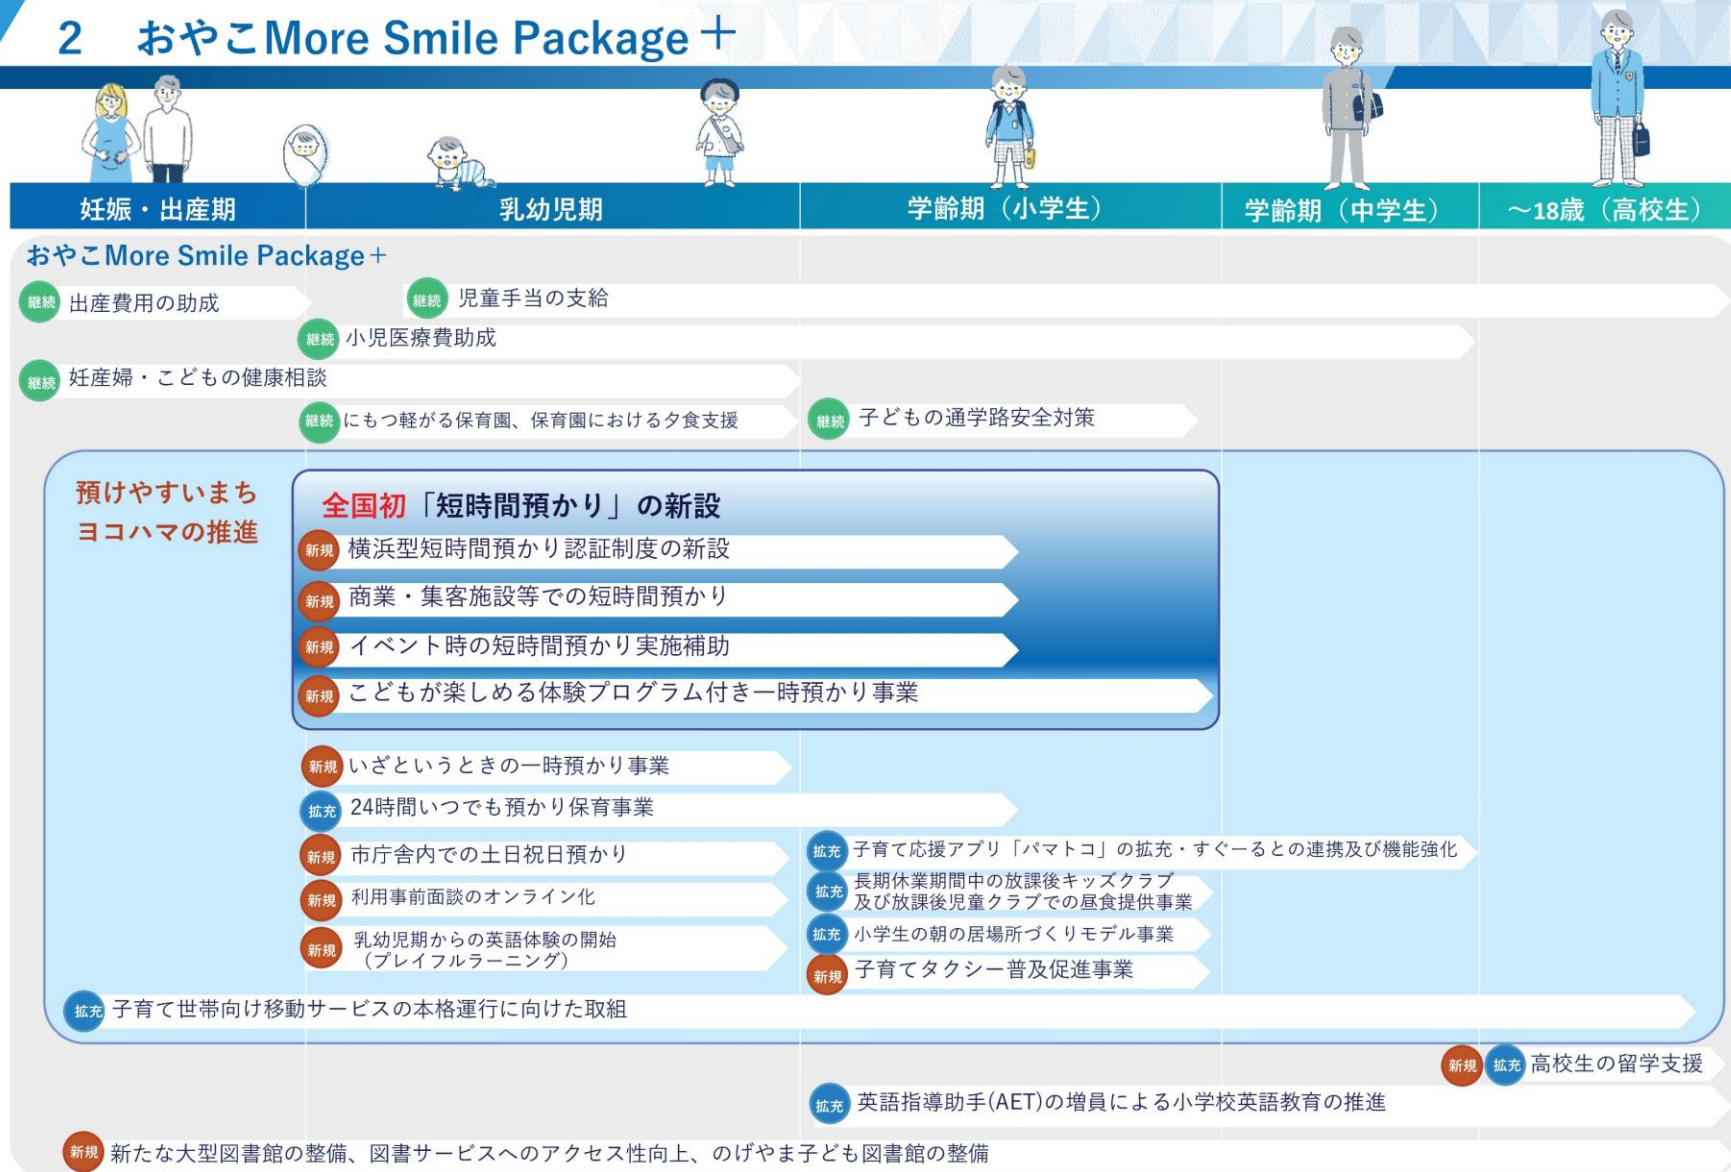 2 おやこMore Smile Package＋
妊娠・出産期
乳幼児期
学齢期（小学生）
学齢期（中学生）
～18歳（高校生）
おやこMore Smile Package＋
継続 出産費用の助成
継続 児童手当の支給
継続 小児医療費助成
継続 妊産婦・こどもの健康相談
継続 にもつ軽がる保育園、保育園における夕食支援
継続 子どもの通学路安全対策
預けやすいまち
ヨコハマの推進
全国初「短時間預かり」の新設
新規 横浜型短時間預かり認証制度の新設
新規 商業・集客施設等での短時間預かり
新規 イベント時の短時間預かり実施補助
新規 こどもが楽しめる体験プログラム付き一時預かり事業
新規 いざというときの一時預かり事業
拡充 24時間いつでも預かり保育事業
新規 市庁舎内での土日祝日預かり
新規 利用事前面談のオンライン化
新規 乳幼児期からの英語体験の開始
（プレイフルラーニング）
拡充 子育て応援アプリ「パマトコ」の拡充・すぐーるとの連携及び機能強化
拡充 長期休業期間中の放課後キッズクラブ
及び放課後児童クラブでの昼食提供事業
拡充 小学生の朝の居場所づくりモデル事業
新規 子育てタクシー普及促進事業
拡充 子育て世帯向け移動サービスの本格運行に向けた取組
新規 拡充 高校生の留学支援
拡充 英語指導助手(AET)の増員による小学校英語教育の推進
新規 新たな大型図書館の整備、図書サービスへのアクセス性向上、のげやま子ども図書館の整備